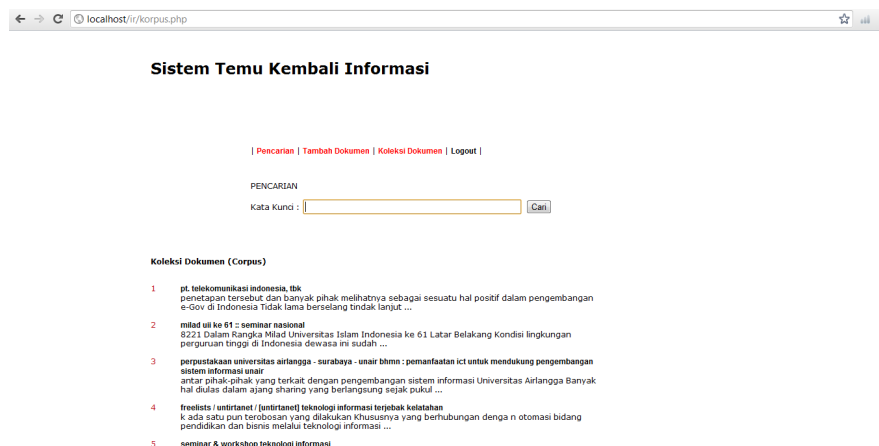 localhost/ir/korpus.php
Sistem Temu Kembali Informasi
| Pencarian | Tambah Dokumen | Koleksi Dokumen | Logout |
PENCARIAN
Kata Kunci : Cari
Koleksi Dokumen (Corpus)
1 pt. telekomunikasi indonesia, tbk
penetapan tersebut dan banyak pihak melihatnya sebagai sesuatu hal positif dalam pengembangan
e-Gov di Indonesia Tidak lama berselang tindak lanjut ...
2 milad uii ke 61 :: seminar nasional
8221 Dalam Rangka Milad Universitas Islam Indonesia ke 61 Latar Belakang Kondisi lingkungan
perguruan tinggi di Indonesia dewasa ini sudah ...
3 perpustakaan universitas airlangga - surabaya - unair bhmn : pemanfaatan ict untuk mendukung pengembangan
sistem informasi unair
antar pihak-pihak yang terkait dengan pengembangan sistem informasi Universitas Airlangga Banyak
hal diulas dalam ajang sharing yang berlangsung sejak pukul ...
4 freelists / untirtanet / [untirtanet] teknologi informasi terjebak kelatahan
k ada satu pun terobosan yang dilakukan Khususnya yang berhubungan denga n otomasi bidang
pendidikan dan bisnis melalui teknologi informasi ...
5 seminar & workshop teknologi informasi